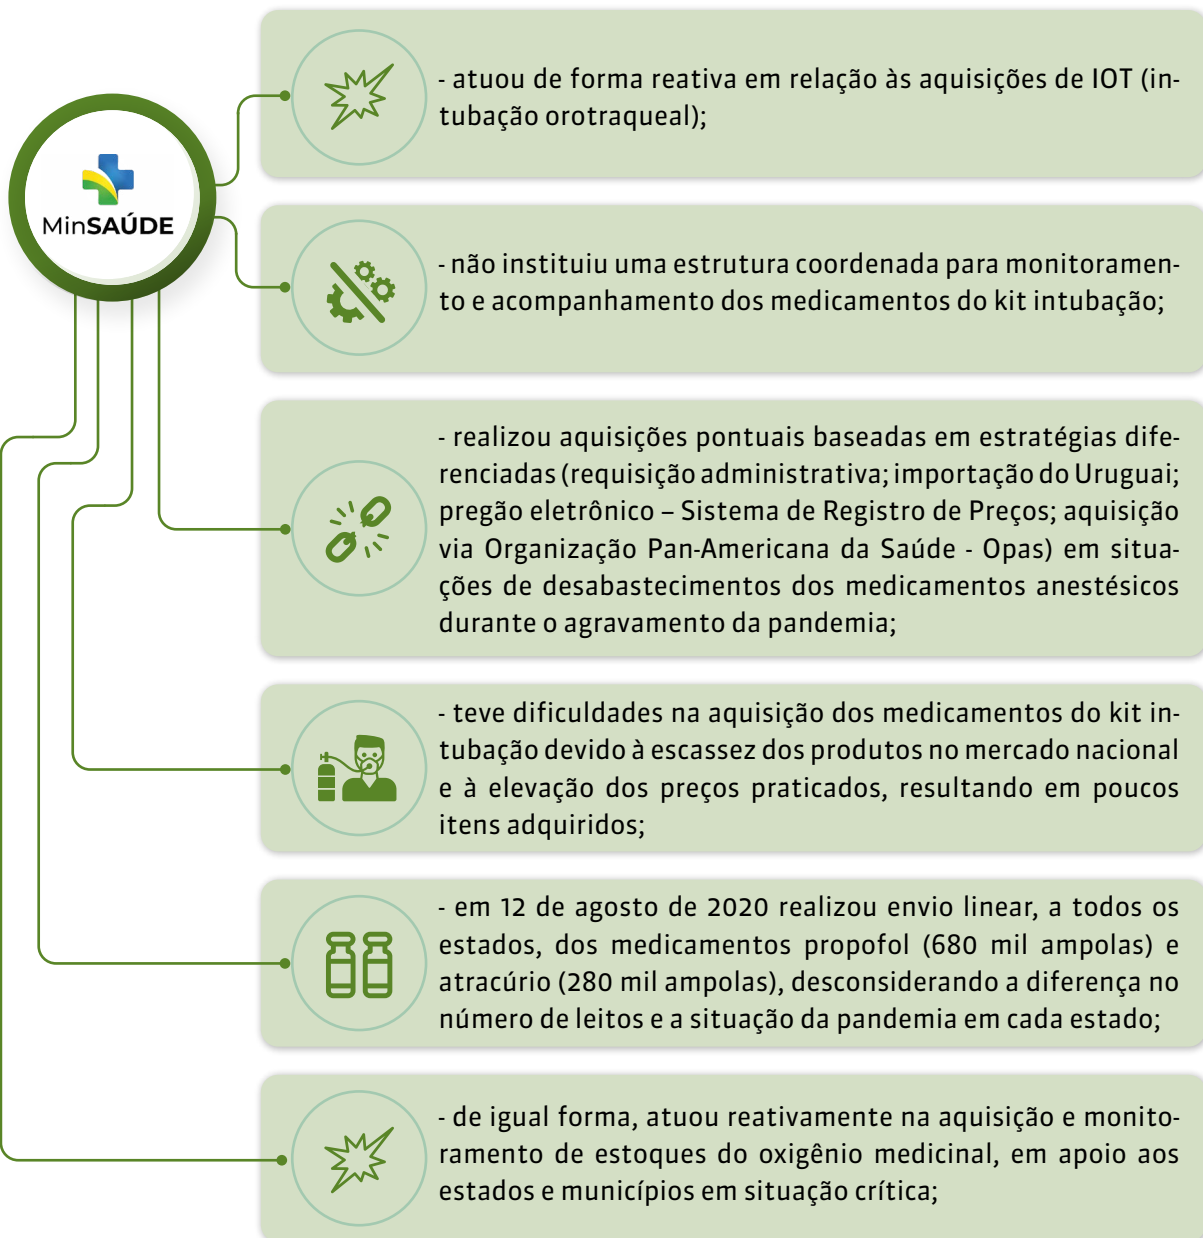 MinSAÚDE
- atuou de forma reativa em relação às aquisições de IOT (in-
tubação orotraqueal);
- não instituiu uma estrutura coordenada para monitoramen-
to e acompanhamento dos medicamentos do kit intubação;
- realizou aquisições pontuais baseadas em estratégias dife-
renciadas (requisição administrativa; importação do Uruguai;
pregão eletrônico – Sistema de Registro de Preços; aquisição
via Organização Pan-Americana da Saúde - Opas) em situa-
ções de desabastecimentos dos medicamentos anestésicos
durante o agravamento da pandemia;
- teve dificuldades na aquisição dos medicamentos do kit in-
tubação devido à escassez dos produtos no mercado nacional
e à elevação dos preços praticados, resultando em poucos
itens adquiridos;
- em 12 de agosto de 2020 realizou envio linear, a todos os
estados, dos medicamentos propofol (680 mil ampolas) e
atracúrio (280 mil ampolas), desconsiderando a diferença no
número de leitos e a situação da pandemia em cada estado;
- de igual forma, atuou reativamente na aquisição e monito-
ramento de estoques do oxigênio medicinal, em apoio aos
estados e municípios em situação crítica;